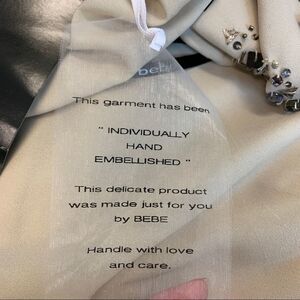 bebe
This garment has been
" INDIVIDUALLY
HAND
EMBELLISHED "
This delicate product
was made just for you
by BEBE
Handle with love
and care.